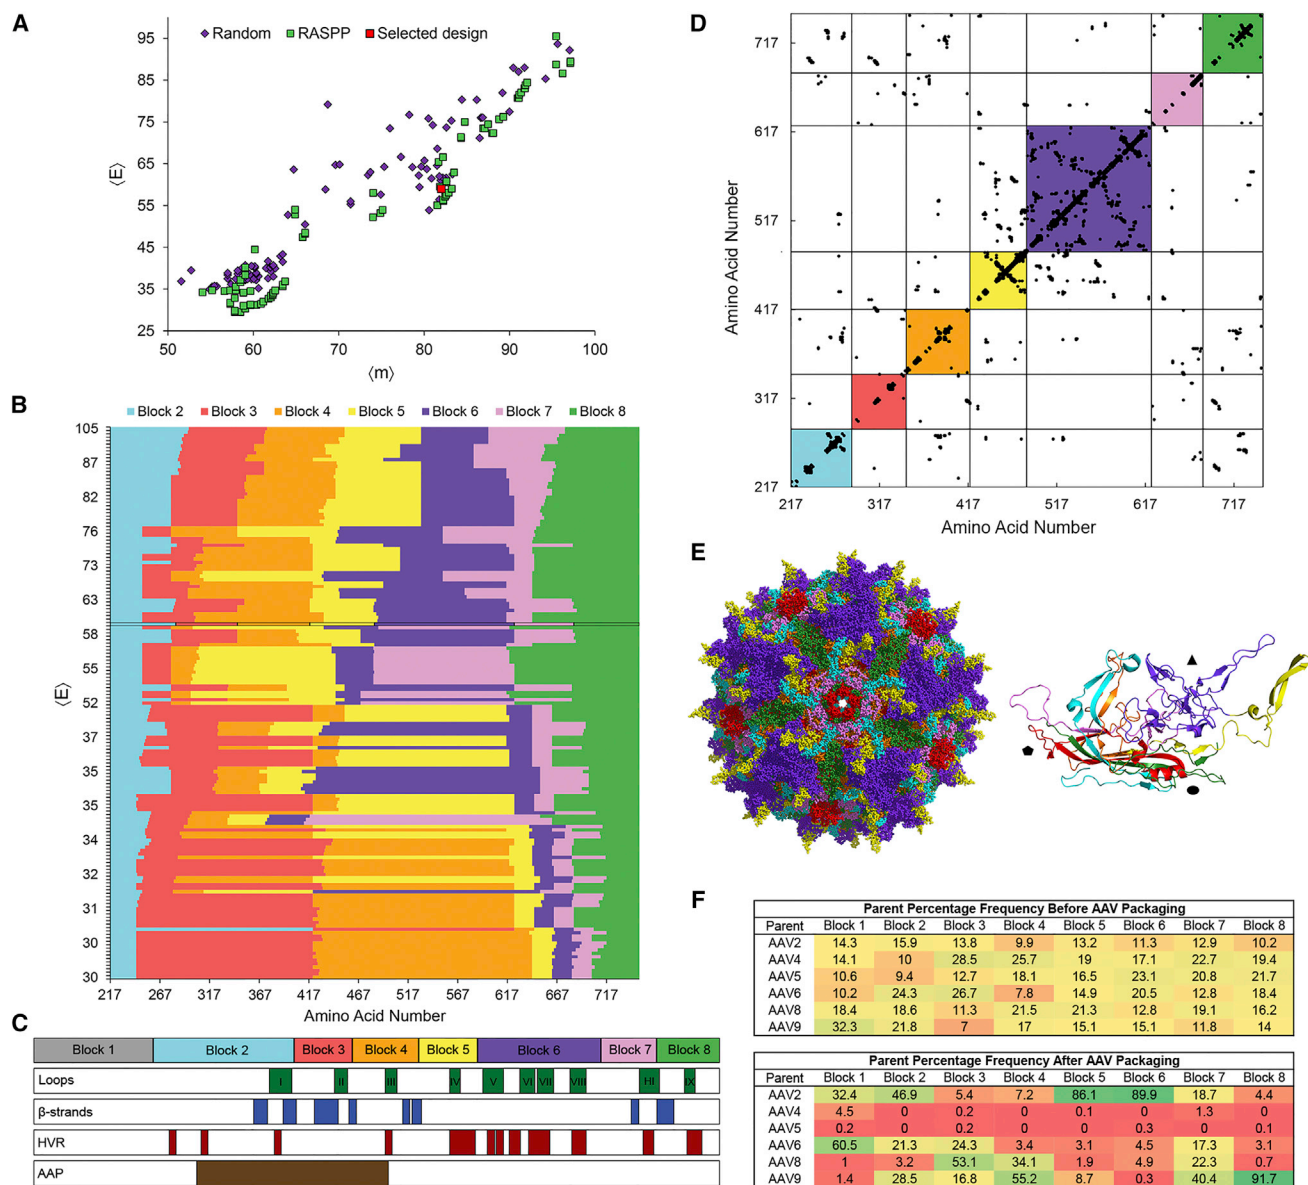 A
Random RASPP Selected design
95
85
75
65
55
45
35
25
⟨E⟩
50 60 70 80 90 100
⟨m⟩
B
Block 2 Block 3 Block 4 Block 5 Block 6 Block 7 Block 8
105
87
82
76
73
63
58
55
52
37
35
35
34
32
31
30
30
⟨E⟩
217 267 317 367 417 467 517 567 617 667 717
Amino Acid Number
C
Block 1 Block 2 Block 3 Block 4 Block 5 Block 6 Block 7 Block 8
Loops I II III IV V VI VII VIII HI IX
β-strands
HVR
AAP
D
717
617
517
417
317
217
Amino Acid Number
217 317 417 517 617 717
Amino Acid Number
E
F
Parent Percentage Frequency Before AAV Packaging
Parent Block 1 Block 2 Block 3 Block 4 Block 5 Block 6 Block 7 Block 8
AAV2 14.3 15.9 13.8 9.9 13.2 11.3 12.9 10.2
AAV4 14.1 10 28.5 25.7 19 17.1 22.7 19.4
AAV5 10.6 9.4 12.7 18.1 16.5 23.1 20.8 21.7
AAV6 10.2 24.3 26.7 7.8 14.9 20.5 12.8 18.4
AAV8 18.4 18.6 11.3 21.5 21.3 12.8 19.1 16.2
AAV9 32.3 21.8 7 17 15.1 15.1 11.8 14
Parent Percentage Frequency After AAV Packaging
Parent Block 1 Block 2 Block 3 Block 4 Block 5 Block 6 Block 7 Block 8
AAV2 32.4 46.9 5.4 7.2 86.1 89.9 18.7 4.4
AAV4 4.5 0 0.2 0 0.1 0 1.3 0
AAV5 0.2 0 0.2 0 0 0.3 0 0.1
AAV6 60.5 21.3 24.3 3.4 3.1 4.5 17.3 3.1
AAV8 1 3.2 53.1 34.1 1.9 4.9 22.3 0.7
AAV9 1.4 28.5 16.8 55.2 8.7 0.3 40.4 91.7